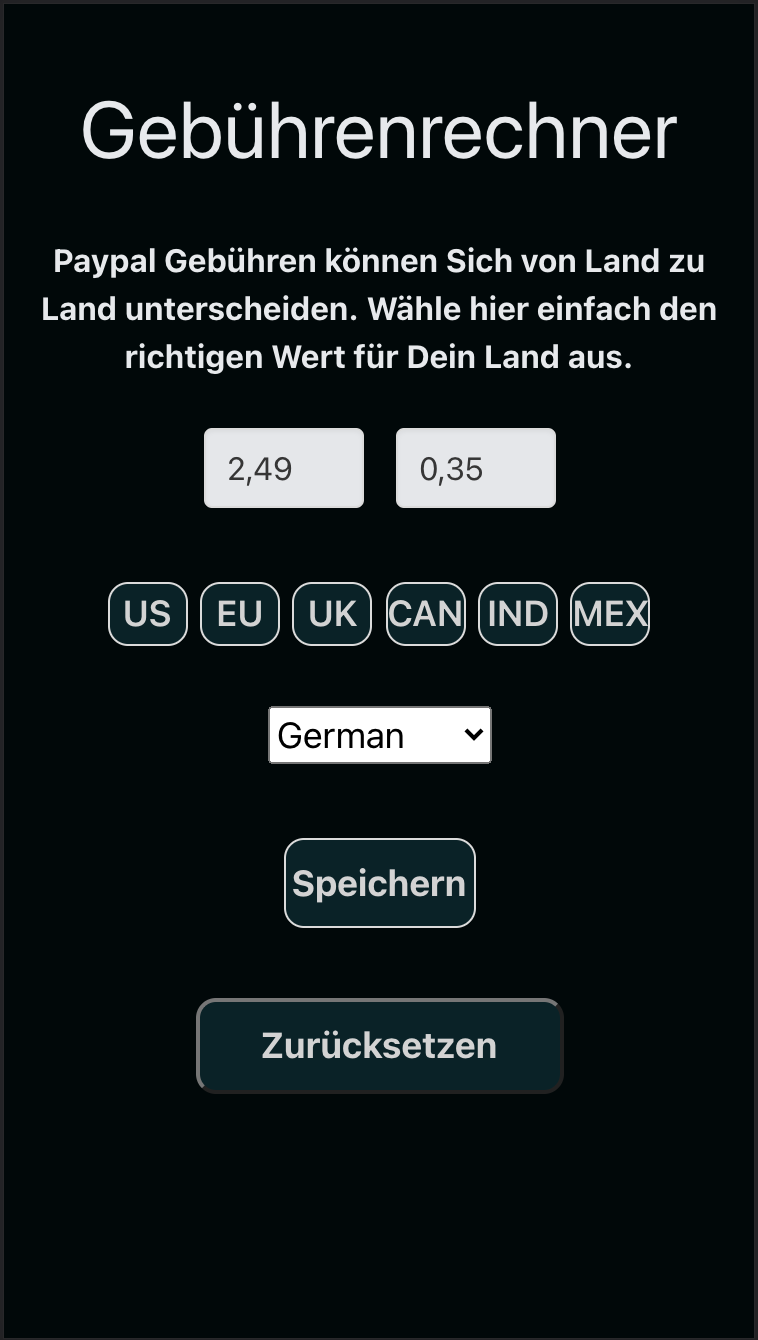 Gebührenrechner
Paypal Gebühren können Sich von Land zu
Land unterscheiden. Wähle hier einfach den
richtigen Wert für Dein Land aus.
2,49 0,35
US EU UK CAN IND MEX
German
Speichern
Zurücksetzen